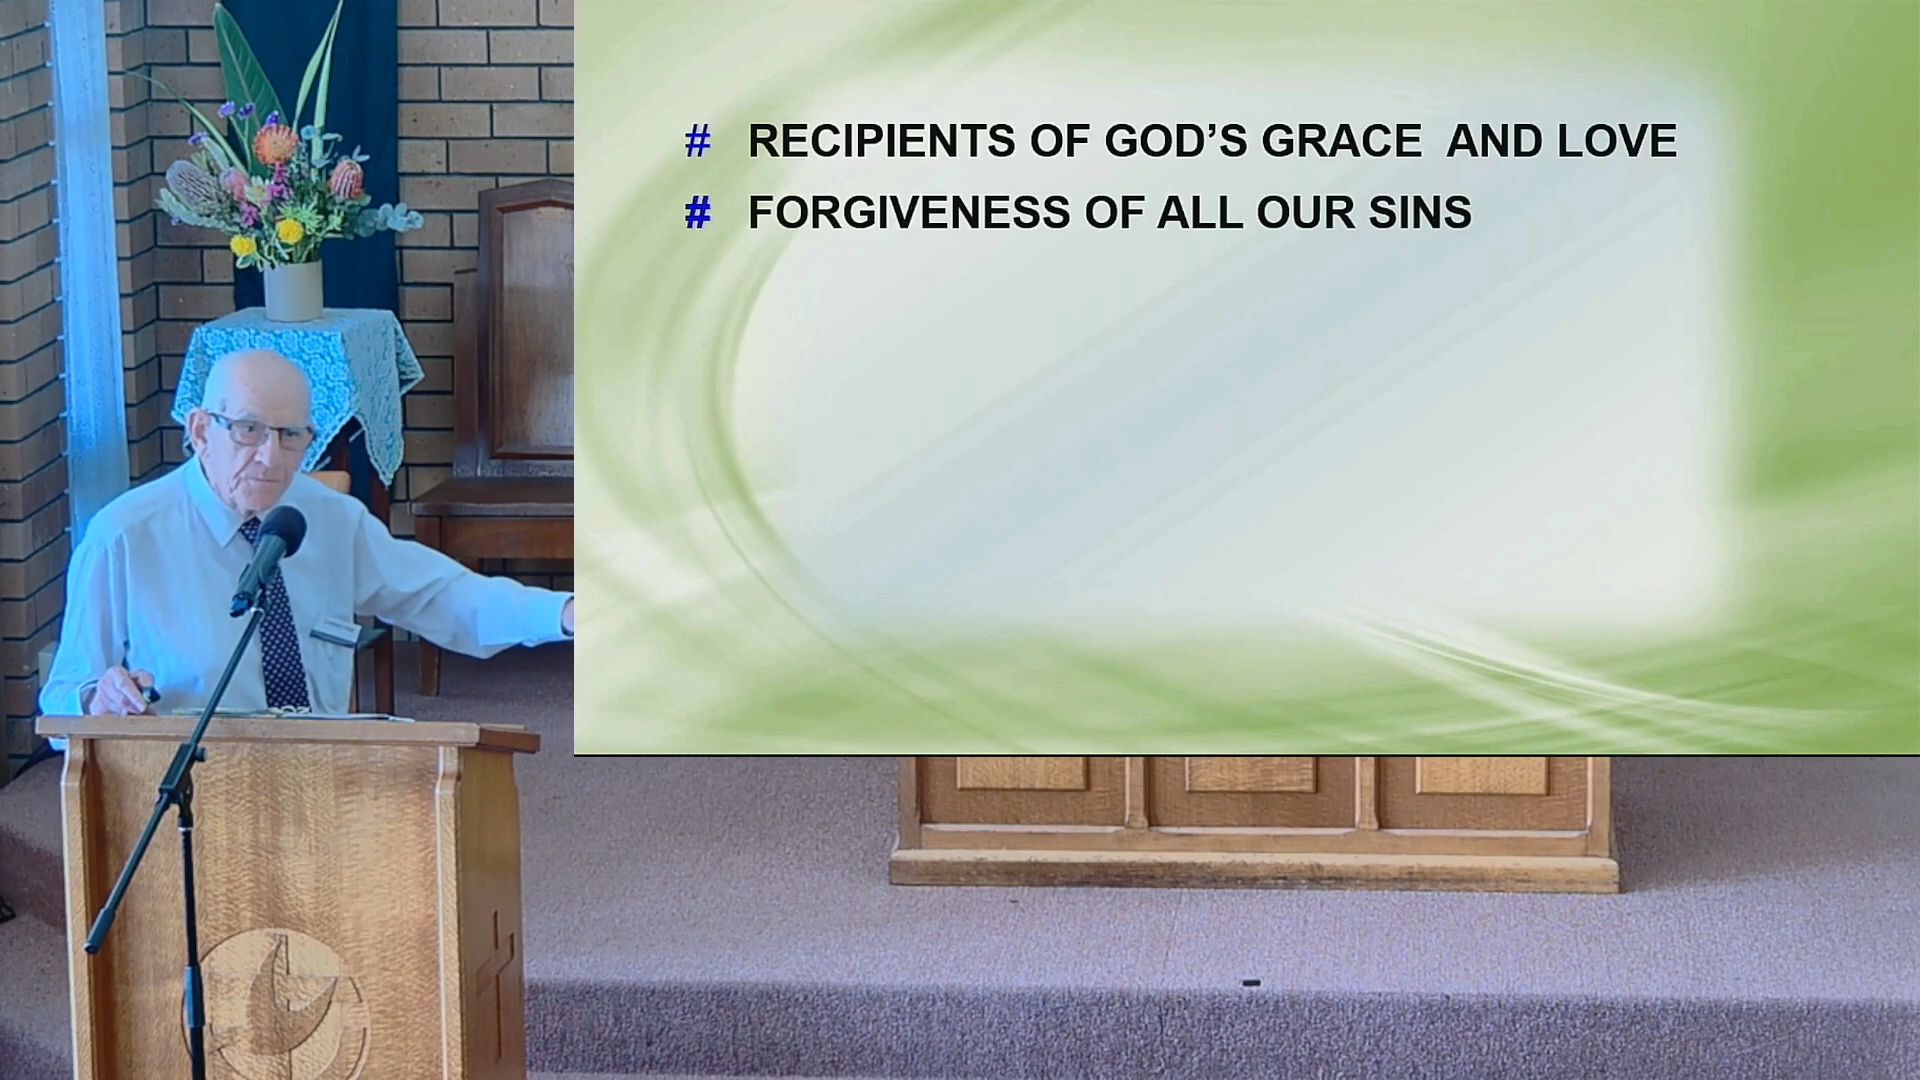 # RECIPIENTS OF GOD’S GRACE  AND LOVE
# FORGIVENESS OF ALL OUR SINS